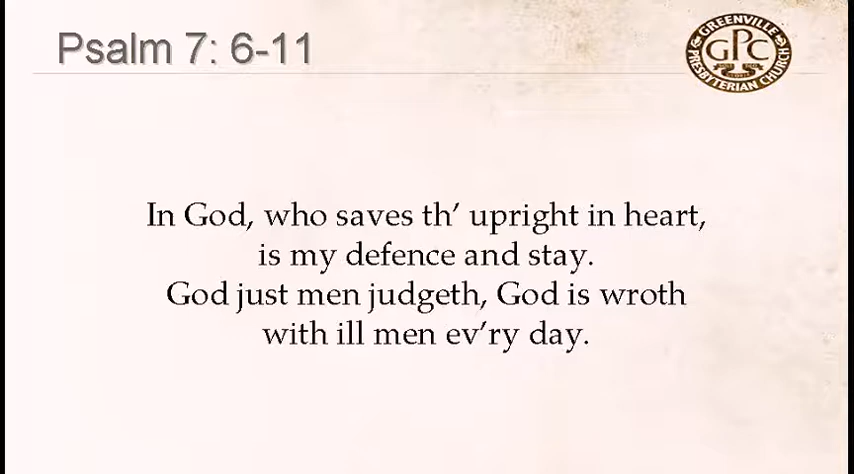 Psalm 7: 6-11
GREENVILLE
GPC
PRESBYTERIAN CHURCH
In God, who saves th’ upright in heart,
is my defence and stay.
God just men judgeth, God is wroth
with ill men ev’ry day.